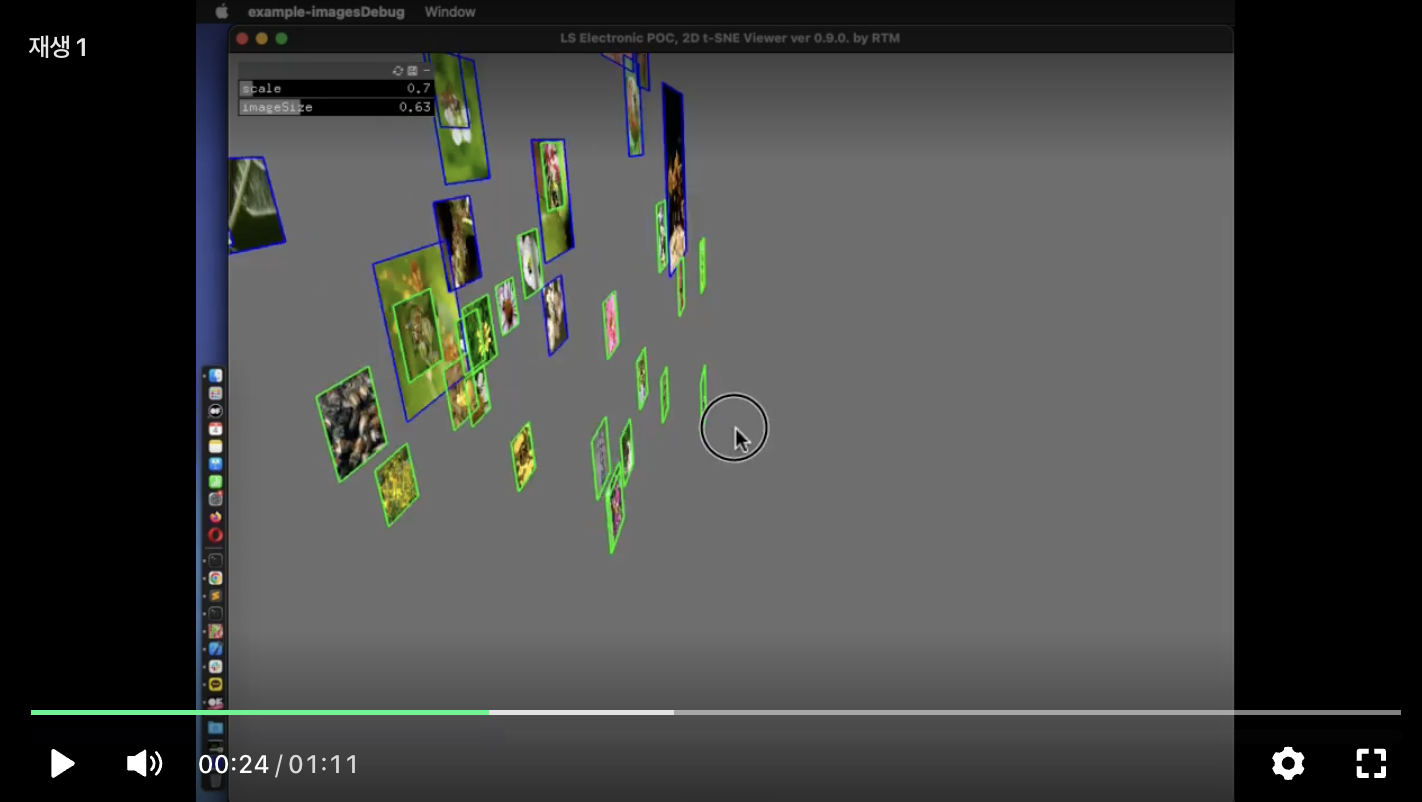 example-imagesDebug Window
재생 1
LS Electronic POC, 2D t-SNE Viewer ver 0.9.0. by RTM
scale 0.7
imageSize 0.63
4
00:24 / 01:11